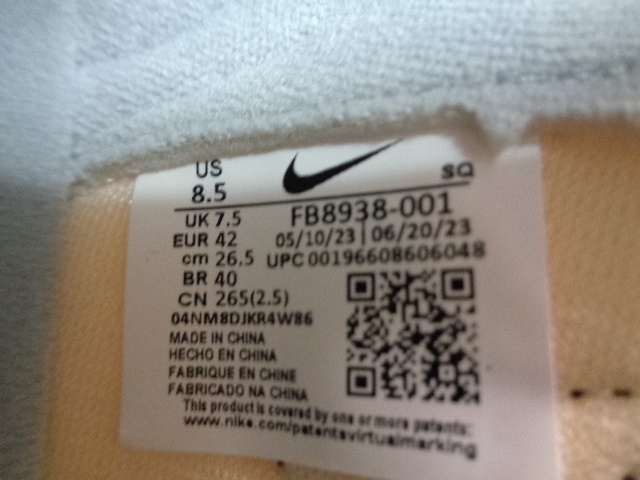 US SQ
8.5
UK 7.5 FB8938-001
EUR 42 05/10/23 | 06/20/23
cm 26.5 UPC 00196608606048
BR 40
CN 265(2.5)
04NM8DJKR4W86
MADE IN CHINA
HECHO EN CHINA
FABRIQUE EN CHINE
FABRICADO NA CHINA
This product is covered by one or more patents:
www.nike.com/patentsvirtualmarking